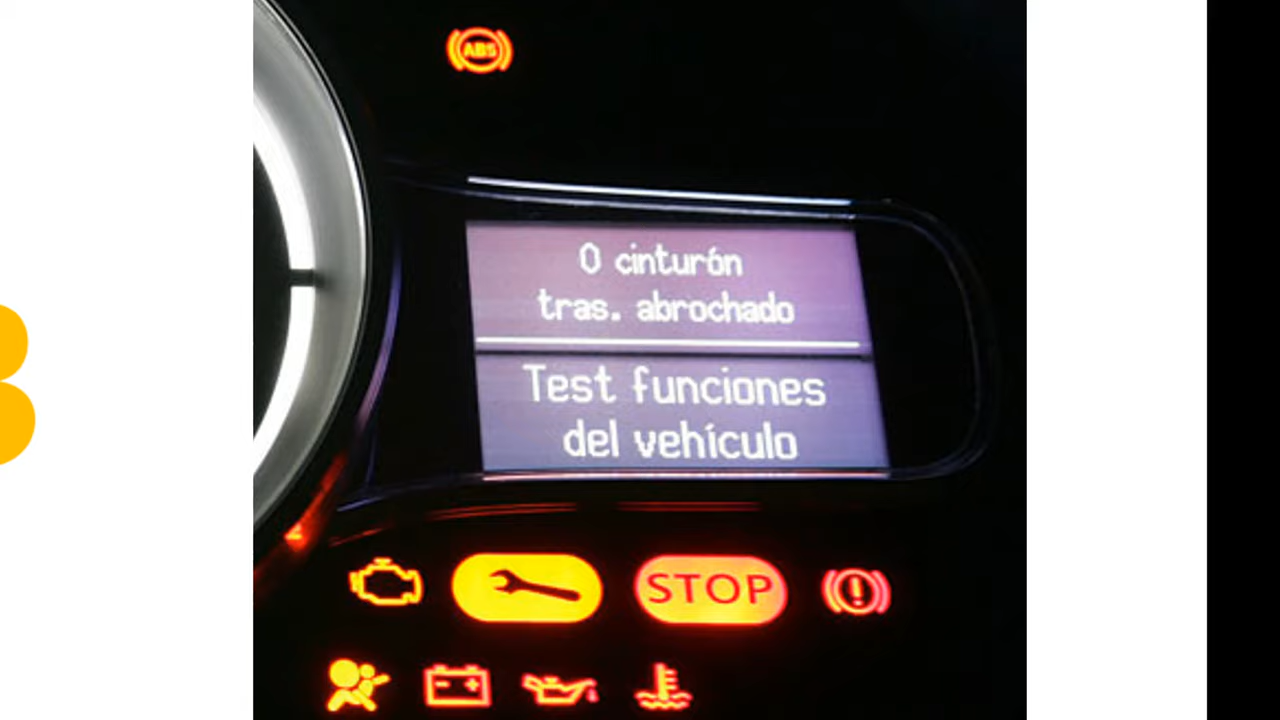 ABS
0 cinturón
tras. abrochado
Test funciones
del vehículo
STOP